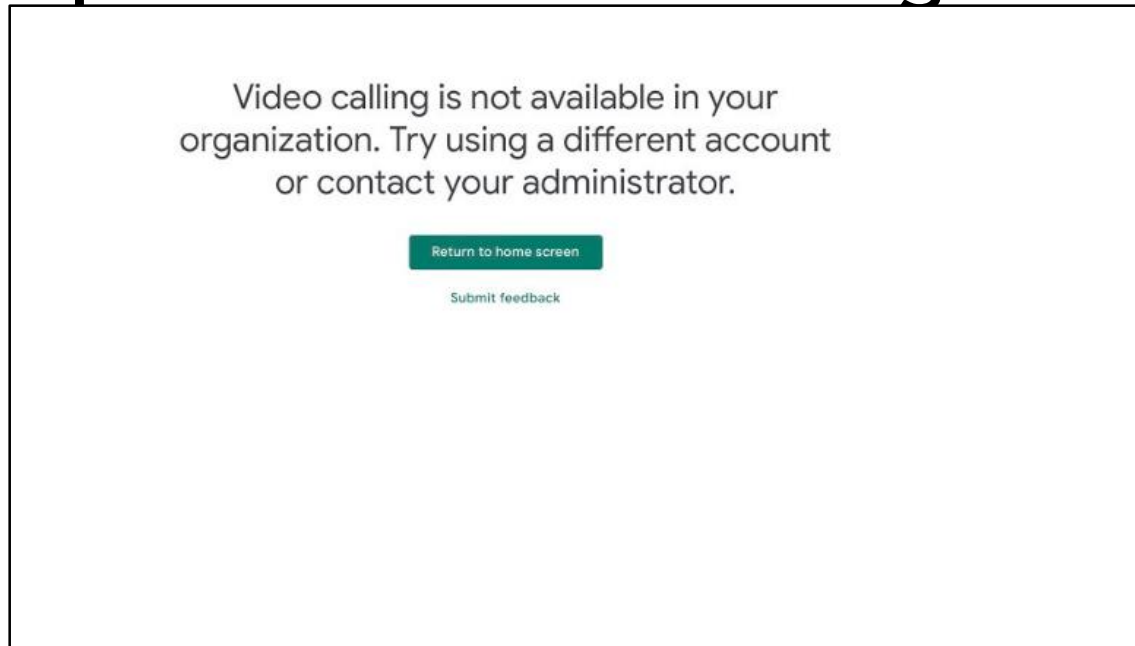 Video calling is not available in your
organization. Try using a different account
or contact your administrator.
Return to home screen
Submit feedback